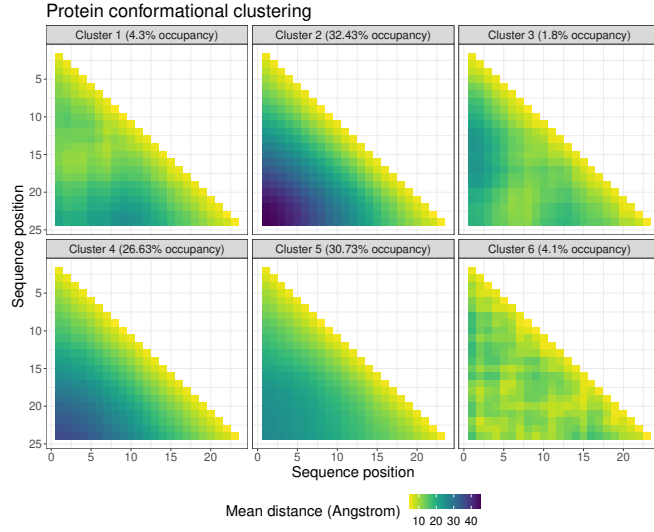 Protein conformational clustering
Cluster 1 (4.3% occupancy)
Cluster 2 (32.43% occupancy)
Cluster 3 (1.8% occupancy)
5
10
15
20
25
Cluster 4 (26.63% occupancy)
Cluster 5 (30.73% occupancy)
Cluster 6 (4.1% occupancy)
5
10
15
20
25
Sequence position
0 5 10 15 20
0 5 10 15 20
0 5 10 15 20
Sequence position
Mean distance (Angstrom)
10 20 30 40